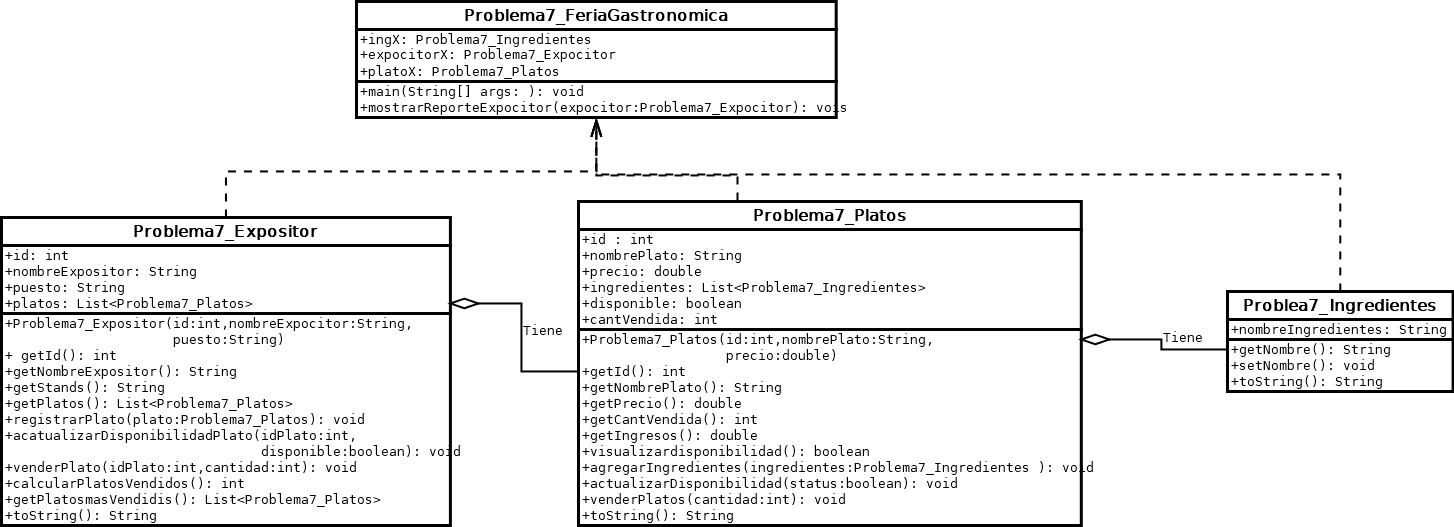 Problema7_FeriaGastronomica
+ingX: Problema7_Ingredientes
+expocitorX: Problema7_Expocitor
+platoX: Problema7_Platos
+main(String[] args: ): void
+mostrarReporteExpocitor(expocitor:Problema7_Expocitor): vois
Problema7_Expositor
+id: int
+nombreExpositor: String
+puesto: String
+platos: List<Problema7_Platos>
+Problema7_Expositor(id:int,nombreExpocitor:String,
puesto:String)
+ getId(): int
+getNombreExpositor(): String
+getStands(): String
+getPlatos(): List<Problema7_Platos>
+registrarPlato(plato:Problema7_Platos): void
+acatualizarDisponibilidadPlato(idPlato:int,
disponible:boolean): void
+venderPlato(idPlato:int,cantidad:int): void
+calcularPlatosVendidos(): int
+getPlatosmasVendidis(): List<Problema7_Platos>
+toString(): String
Tiene
Problema7_Platos
+id : int
+nombrePlato: String
+precio: double
+ingredientes: List<Problema7_Ingredientes>
+disponible: boolean
+cantVendida: int
+Problema7_Platos(id:int,nombrePlato:String,
precio:double)
+getId(): int
+getNombrePlato(): String
+getPrecio(): double
+getCantVendida(): int
+getIngresos(): double
+visualizardisponibilidad(): boolean
+agregarIngredientes(ingredientes:Problema7_Ingredientes ): void
+actualizarDisponibilidad(status:boolean): void
+venderPlatos(cantidad:int): void
+toString(): String
Tiene
Problea7_Ingredientes
+nombreIngredientes: String
+getNombre(): String
+setNombre(): void
+toString(): String